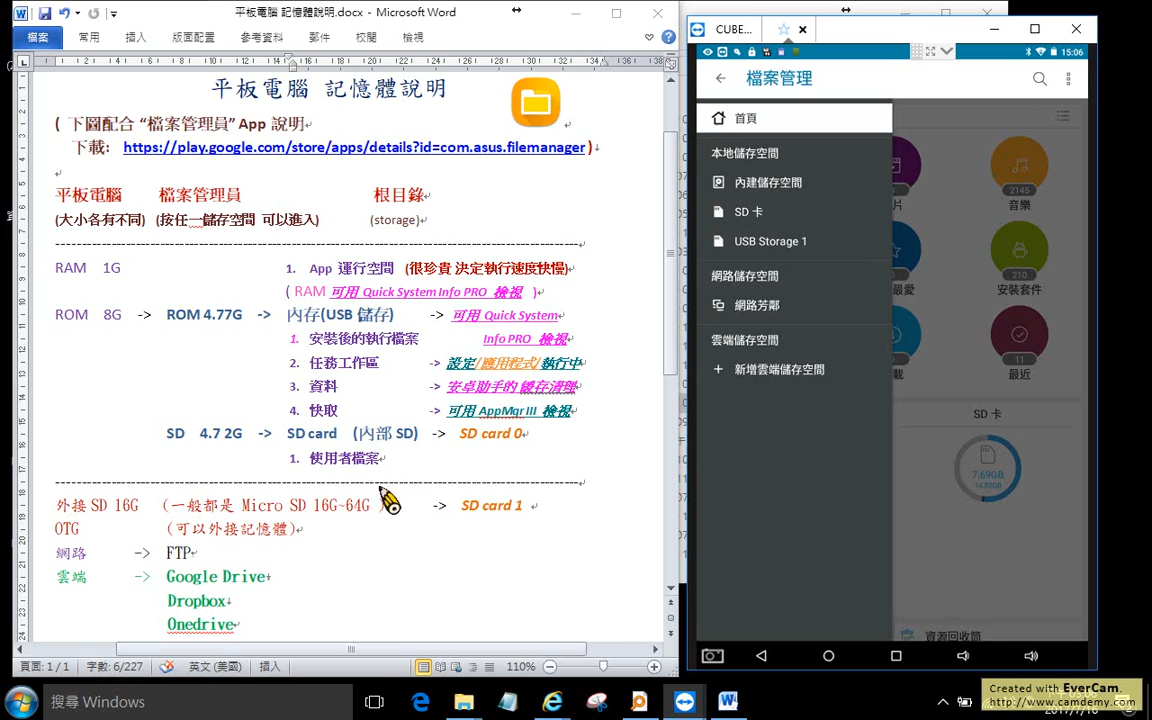 平板電腦 記憶體說明.docx - Microsoft Word
檔案 常用 插入 版面配置 參考資料 郵件 校閱 檢視
平板電腦 記憶體說明
( 下圖配合 “檔案管理員” App 說明
下載: https://play.google.com/store/apps/details?id=com.asus.filemanager )
平板電腦 檔案管理員 根目錄
(大小各有不同) (按任一儲存空間 可以進入) (storage)
RAM 1G 1. App 運行空間 (很珍貴 決定執行速度快慢)
( RAM 可用 Quick System Info PRO 檢視 )
ROM 8G -> ROM 4.77G -> 內存(USB 儲存) -> 可用 Quick System
1. 安裝後的執行檔案 Info PRO 檢視
2. 任務工作區 -> 設定/應用程式/執行中
3. 資料 -> 安卓助手的 緩存清理
4. 快取 -> 可用 AppMgr III 檢視
SD 4.7 2G -> SD card (內部 SD) -> SD card 0
1. 使用者檔案
外接 SD 16G (一般都是 Micro SD 16G~64G ) -> SD card 1
OTG (可以外接記憶體)
網路 -> FTP
雲端 -> Google Drive
Dropbox
Onedrive
頁面: 1 / 1 字數: 6/227 英文 (美國) 插入 110%
CUBE...
15:06
檔案管理
首頁
本地儲存空間
內建儲存空間
SD 卡
USB Storage 1
網路儲存空間
網路芳鄰
雲端儲存空間
新增雲端儲存空間
片
2145
音樂
最愛
210
安裝套件
載
11
最近
SD 卡
7.69GB
14.82GB
資源回收筒
搜尋 Windows
Created with EverCam.
http://www.camdemy.com